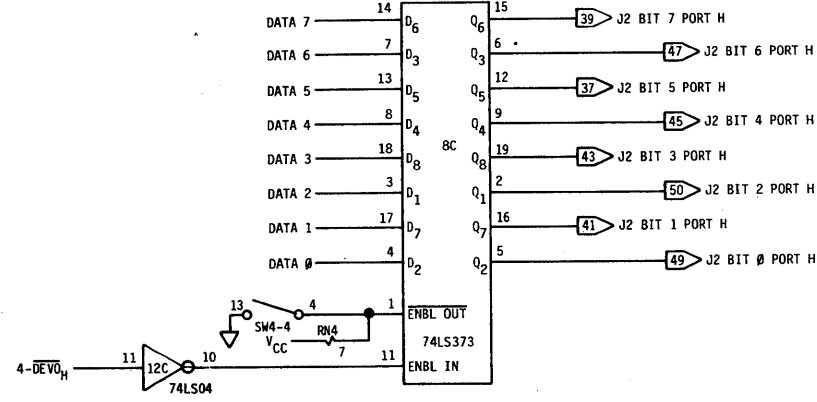 DATA 7 14 D6 Q6 15 39 J2 BIT 7 PORT H
DATA 6 7 D3 Q3 6 47 J2 BIT 6 PORT H
DATA 5 13 D5 Q5 12 37 J2 BIT 5 PORT H
DATA 4 8 D4 Q4 9 45 J2 BIT 4 PORT H
8C
DATA 3 18 D8 Q8 19 43 J2 BIT 3 PORT H
DATA 2 3 D1 Q1 2 50 J2 BIT 2 PORT H
DATA 1 17 D7 Q7 16 41 J2 BIT 1 PORT H
DATA Ø 4 D2 Q2 5 49 J2 BIT Ø PORT H
13 4 1 E̅N̅B̅L̅ O̅U̅T̅
SW4-4
RN4
VCC 7
74LS373
4-D̅E̅V̅O̅H 11 12C 10 11 ENBL IN
74LS04